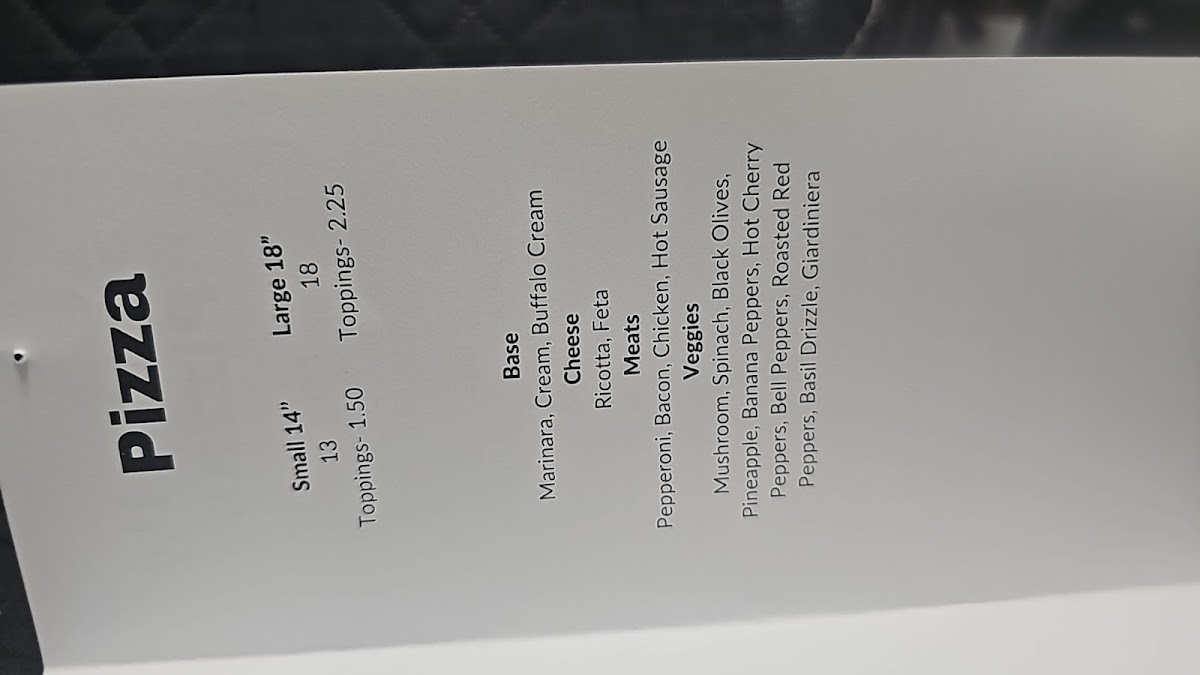 Pizza
Small 14” Large 18”
13 18
Toppings- 1.50 Toppings- 2.25
Base
Marinara, Cream, Buffalo Cream
Cheese
Ricotta, Feta
Meats
Pepperoni, Bacon, Chicken, Hot Sausage
Veggies
Mushroom, Spinach, Black Olives,
Pineapple, Banana Peppers, Hot Cherry
Peppers, Bell Peppers, Roasted Red
Peppers, Basil Drizzle, Giardiniera